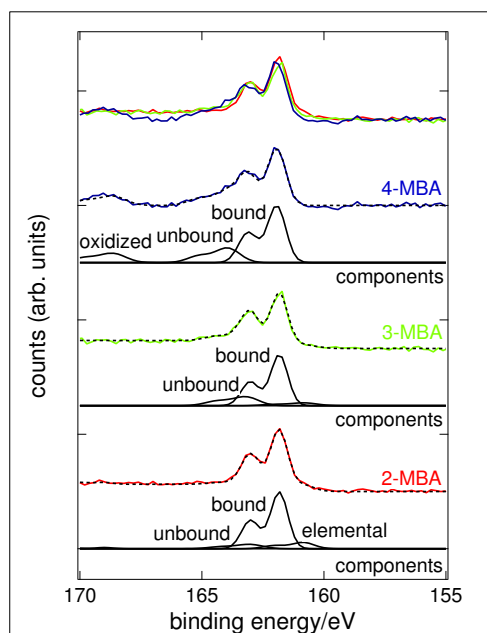 4-MBA
bound
oxidized unbound
components
3-MBA
bound
unbound
components
2-MBA
bound
unbound elemental
components
170 165 160 155
binding energy/eV
counts (arb. units)